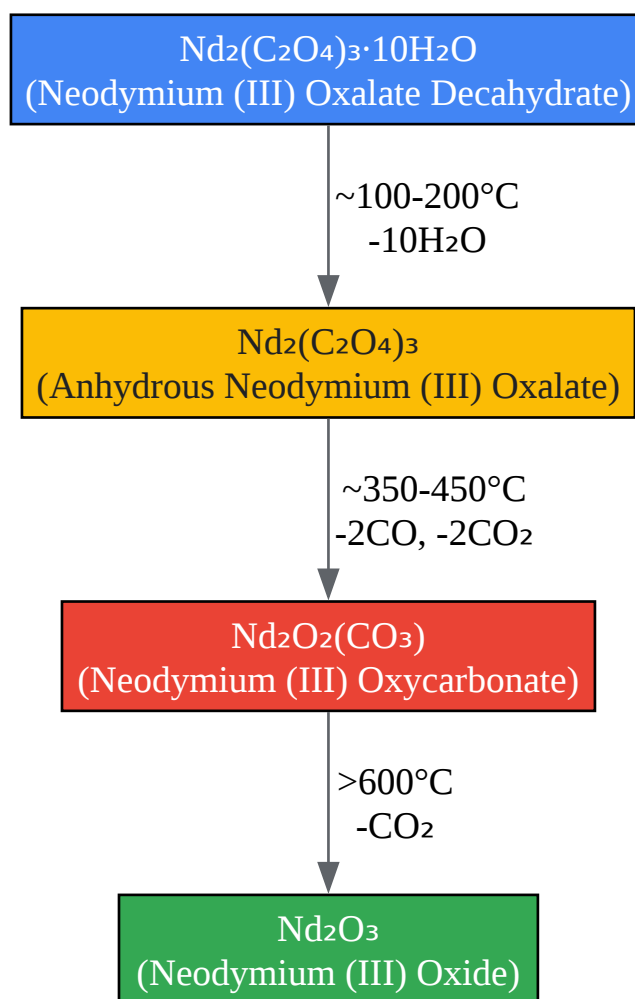 Nd₂(C₂O₄)₃·10H₂O
(Neodymium (III) Oxalate Decahydrate)
~100-200°C
-10H₂O
Nd₂(C₂O₄)₃
(Anhydrous Neodymium (III) Oxalate)
~350-450°C
-2CO, -2CO₂
Nd₂O₂(CO₃)
(Neodymium (III) Oxycarbonate)
>600°C
-CO₂
Nd₂O₃
(Neodymium (III) Oxide)